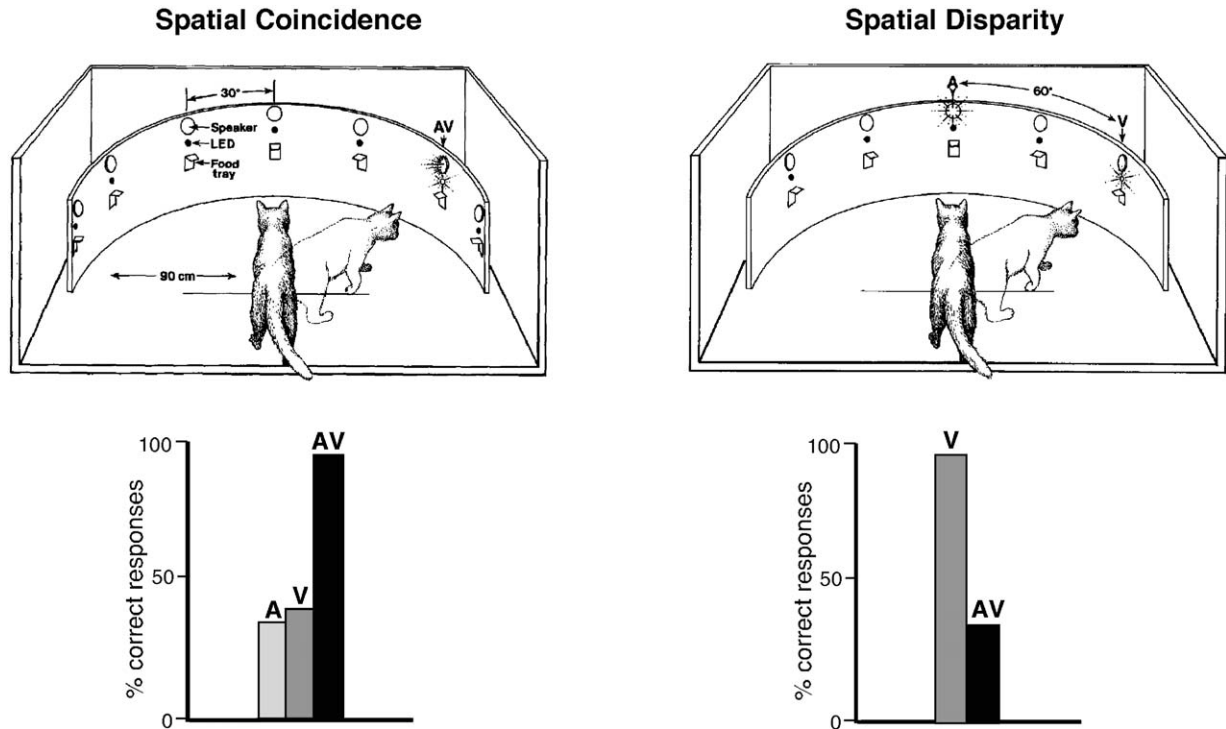 Spatial Coincidence
30°
Speaker
LED
Food
tray
AV
90 cm
% correct responses
100
50
0
A
V
AV
Spatial Disparity
A
60°
V
% correct responses
100
50
0
V
AV